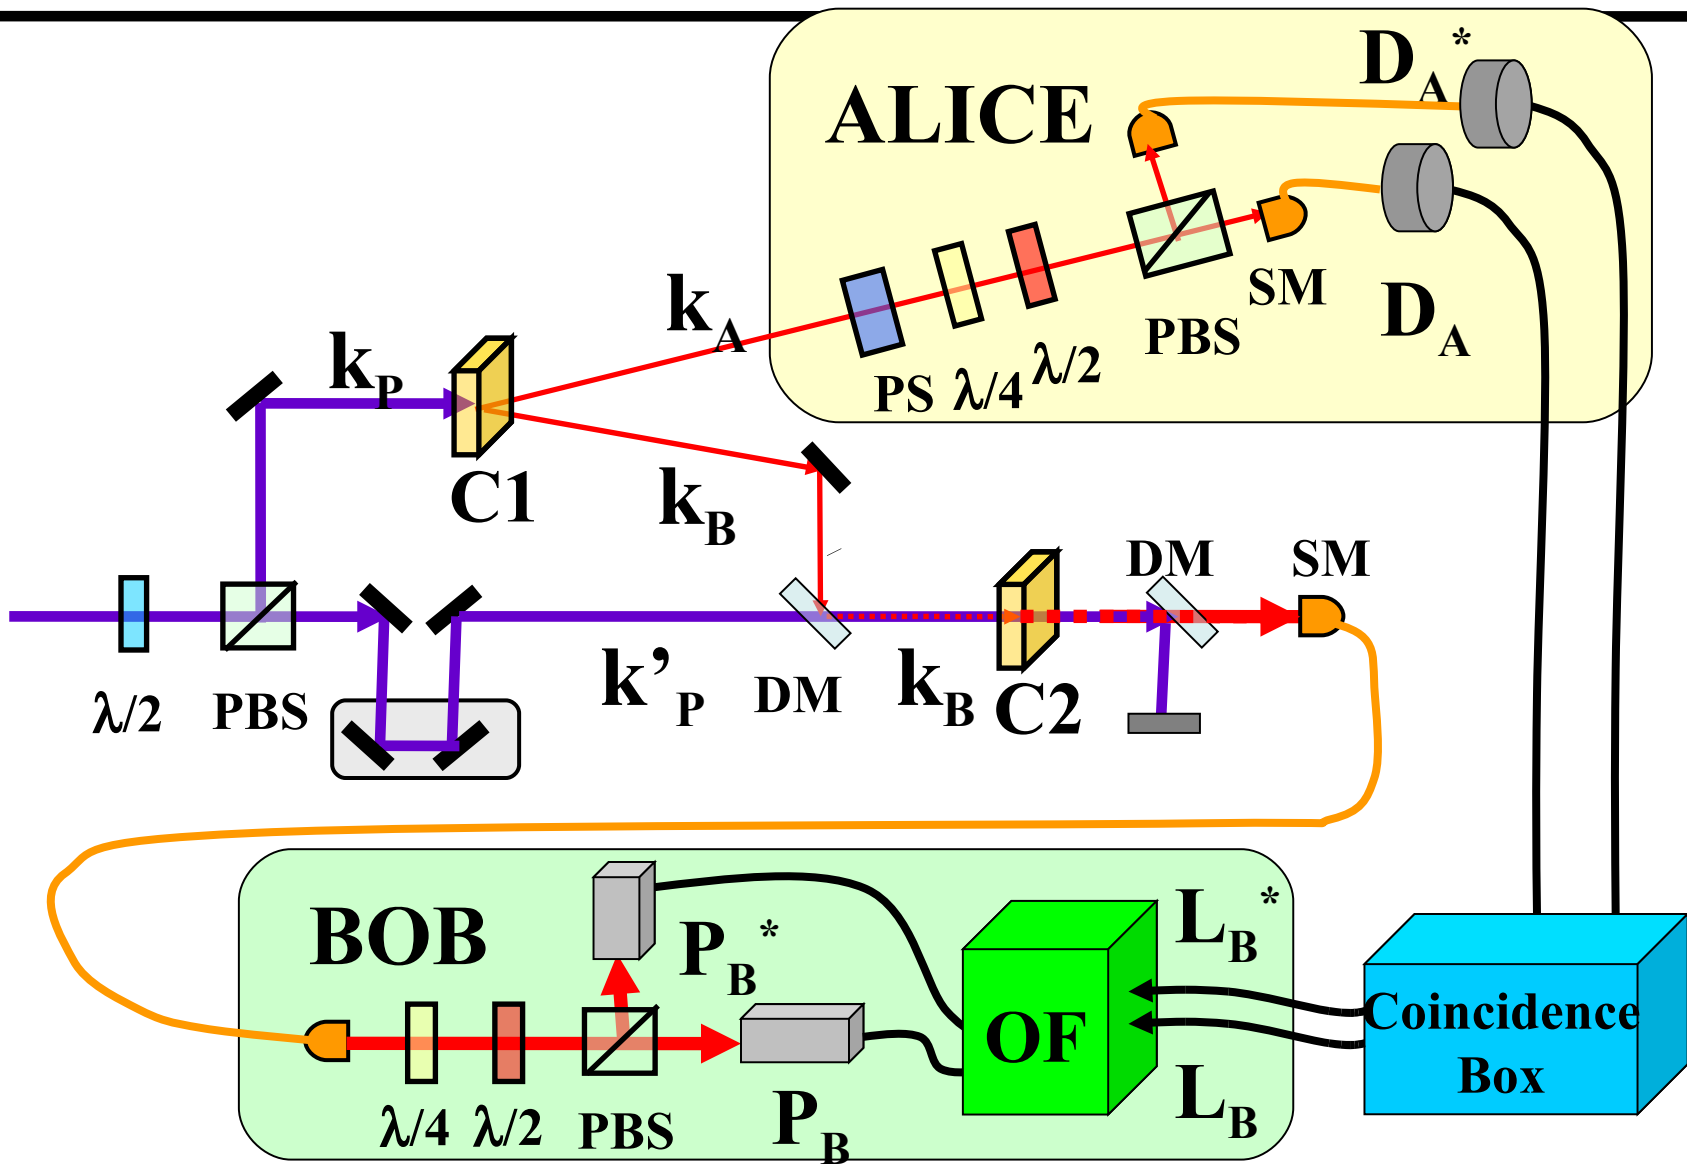 ALICE
D_A*
D_A
SM
PBS
λ/2
λ/4
PS
k_A
k_P
C1
k_B
DM
SM
λ/2
PBS
k’_P
DM
k_B
C2
BOB
P_B*
L_B*
OF
Coincidence
Box
λ/4
λ/2
PBS
P_B
L_B